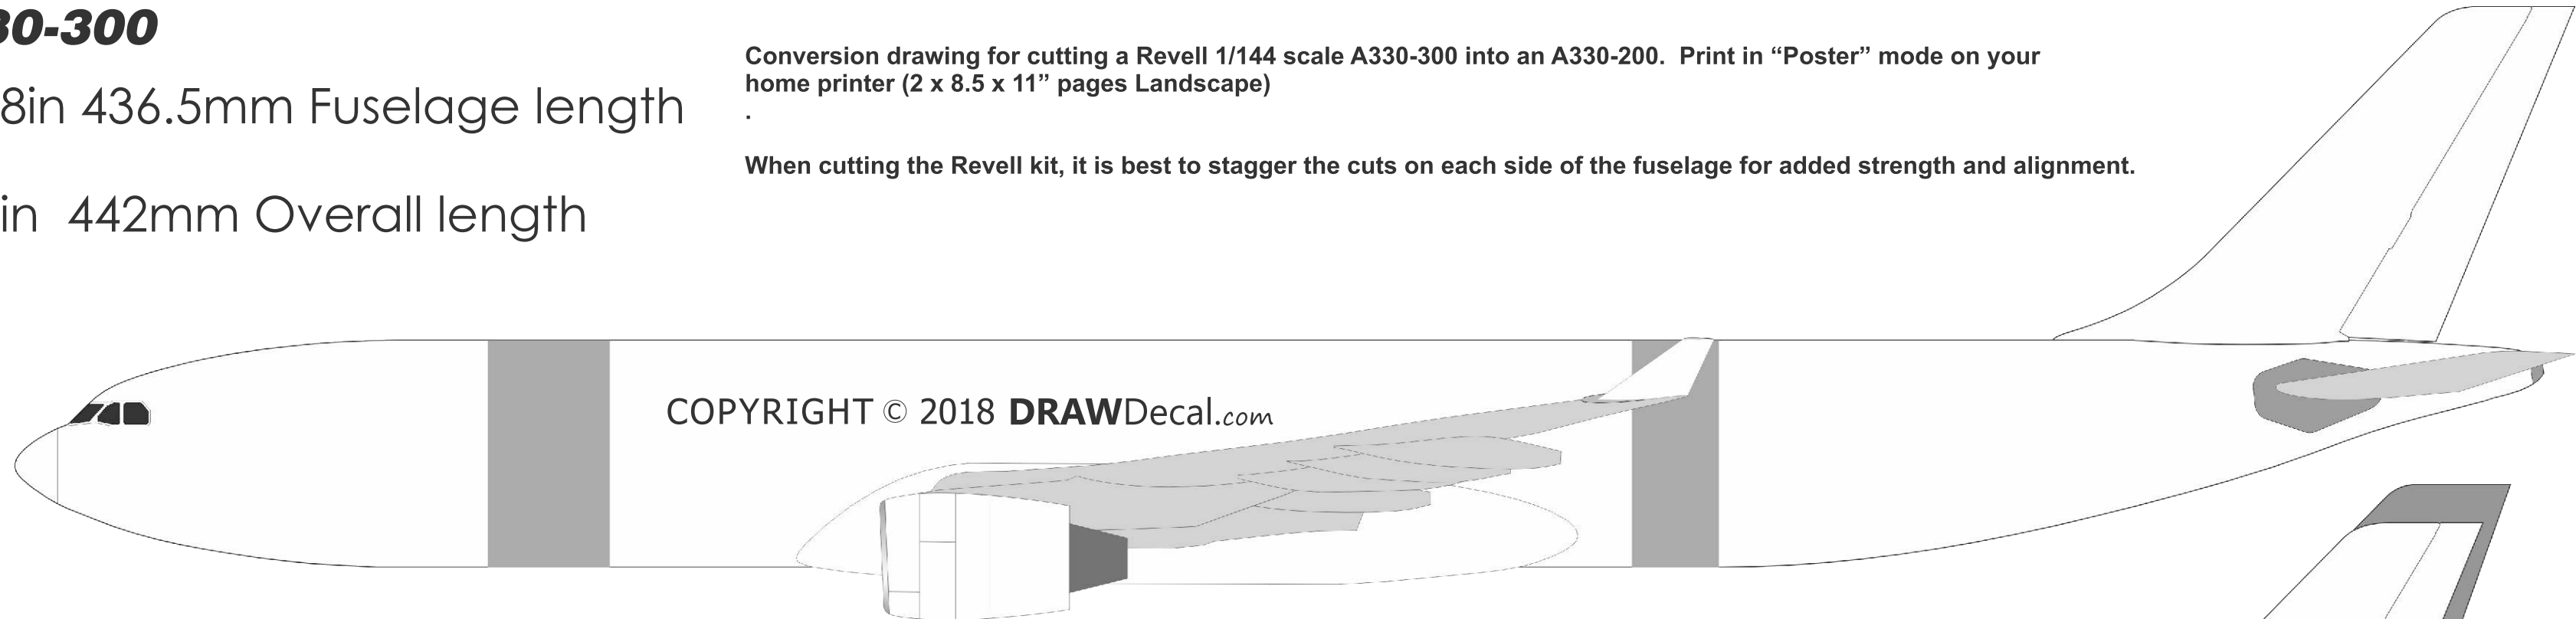 30-300
8in 436.5mm Fuselage length
in 442mm Overall length
Conversion drawing for cutting a Revell 1/144 scale A330-300 into an A330-200. Print in “Poster” mode on your
home printer (2 x 8.5 x 11” pages Landscape)
.
When cutting the Revell kit, it is best to stagger the cuts on each side of the fuselage for added strength and alignment.
COPYRIGHT © 2018 DRAWDecal.com